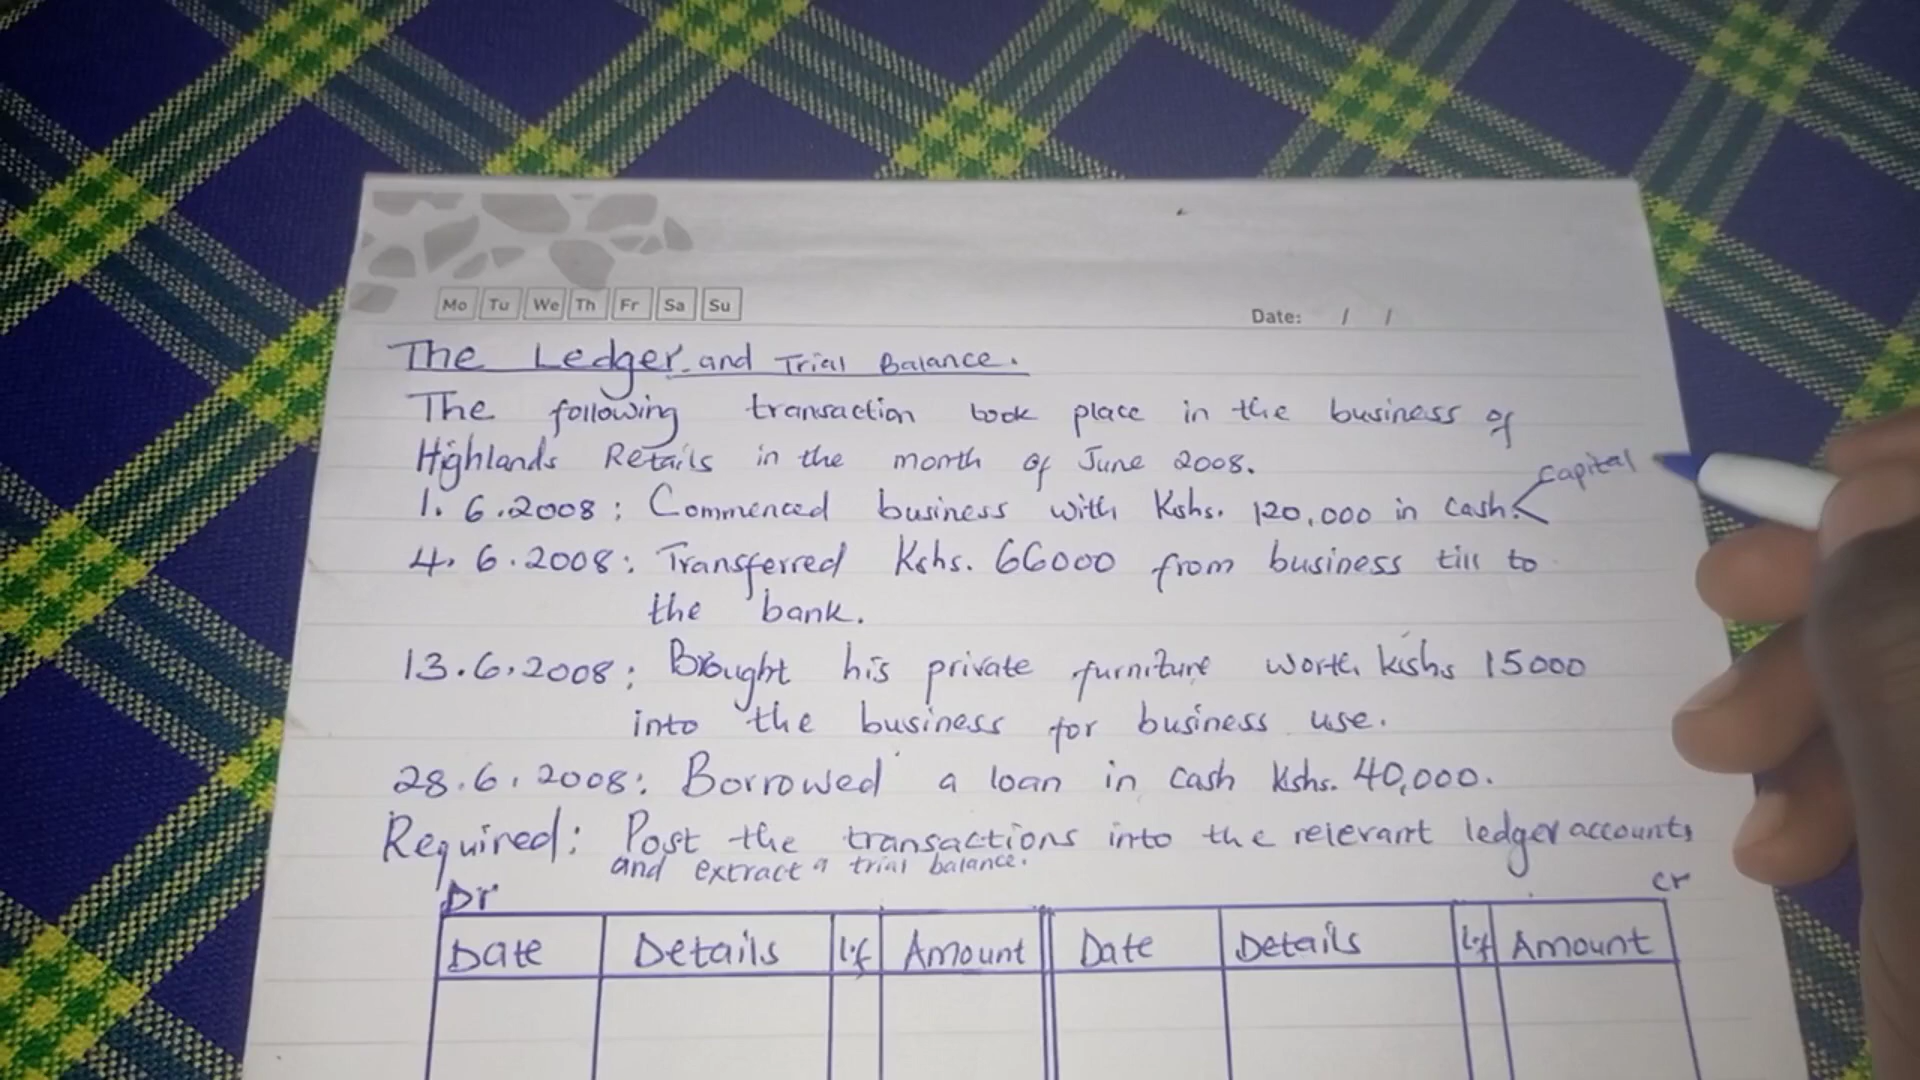 Mo Tu We Th Fr Sa Su
Date: / /
The Ledger and Trial Balance.
The following transaction took place in the business of
Highlands Retails in the month of June 2008.
capital
1. 6.2008: Commenced business with Kshs. 120,000 in cash.
4. 6.2008: Transferred Kshs. 66000 from business till to
the bank.
13.6.2008: Brought his private furniture worth kshs 15000
into the business for business use.
28.6.2008: Borrowed a loan in cash kshs. 40,000.
Required: Post the transactions into the relevant ledger accounts
and extract a trial balance.
Dr cr
Date Details l.f Amount Date Details l.f Amount